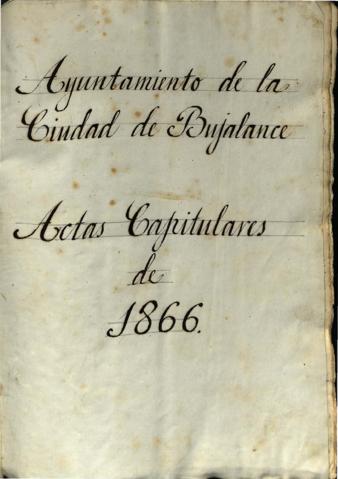 Ayuntamiento de la
Ciudad de Bujalance
Actas Capitulares
de
1866.